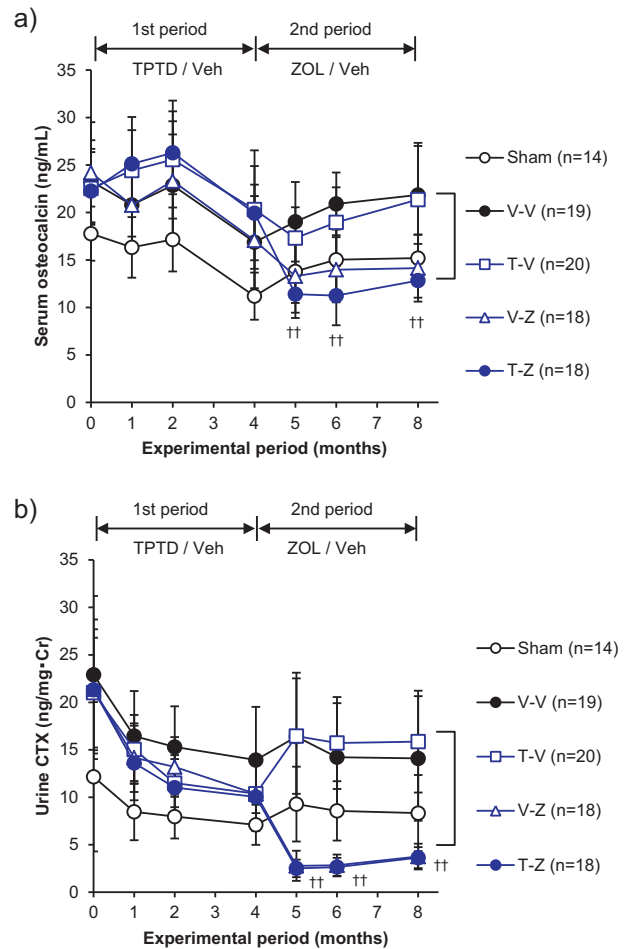 a)
1st period 2nd period
TPTD / Veh ZOL / Veh
35
30
25
20
15
10
5
0
Serum osteocalcin (ng/mL)
0 1 2 3 4 5 6 7 8
Experimental period (months)
†† †† ††
Sham (n=14)
V-V (n=19)
T-V (n=20)
V-Z (n=18)
T-Z (n=18)
b)
1st period 2nd period
TPTD / Veh ZOL / Veh
35
30
25
20
15
10
5
0
Urine CTX (ng/mg･Cr)
0 1 2 3 4 5 6 7 8
Experimental period (months)
†† †† ††
Sham (n=14)
V-V (n=19)
T-V (n=20)
V-Z (n=18)
T-Z (n=18)